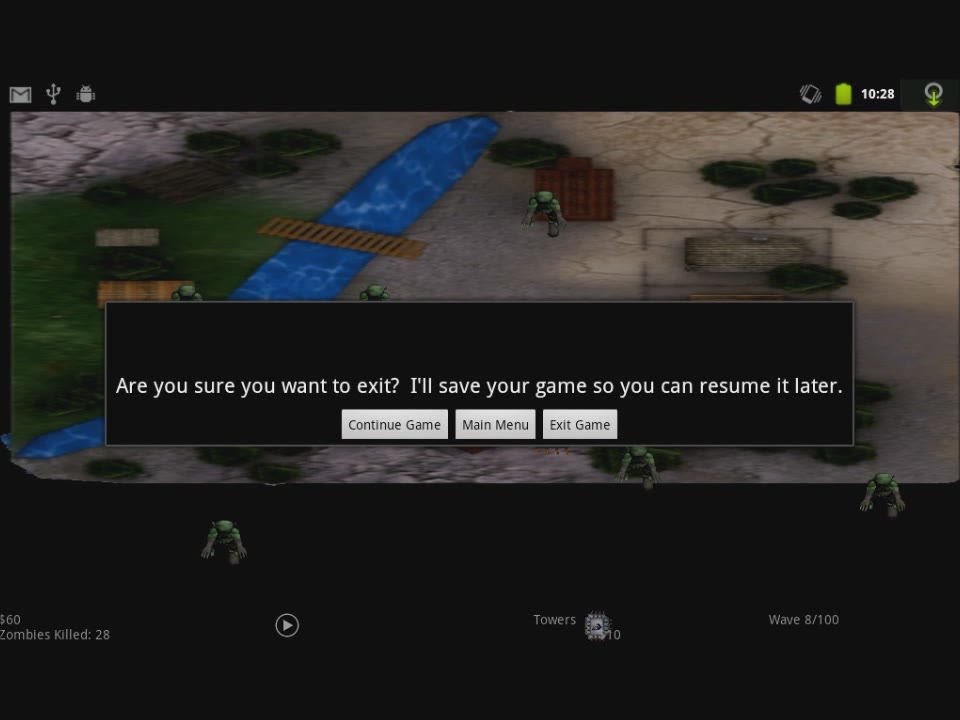 10:28
Are you sure you want to exit?  I'll save your game so you can resume it later.
Continue Game Main Menu Exit Game
$60
Zombies Killed: 28
Towers
10
Wave 8/100